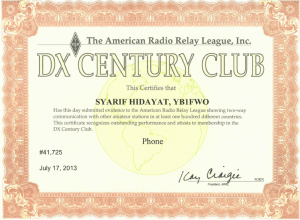 The American Radio Relay League, Inc.
DX CENTURY CLUB
This Certifies that
SYARIF HIDAYAT, YB1FWO
Has this day submitted evidence to the American Radio Relay League showing two-way
communication with other amateur stations in at least one hundred different countries.
This certificate recognizes outstanding performance and attests to membership in the
DX Century Club.
Phone
#41,725
July 17, 2013
Kay Craigie
President, ARRL